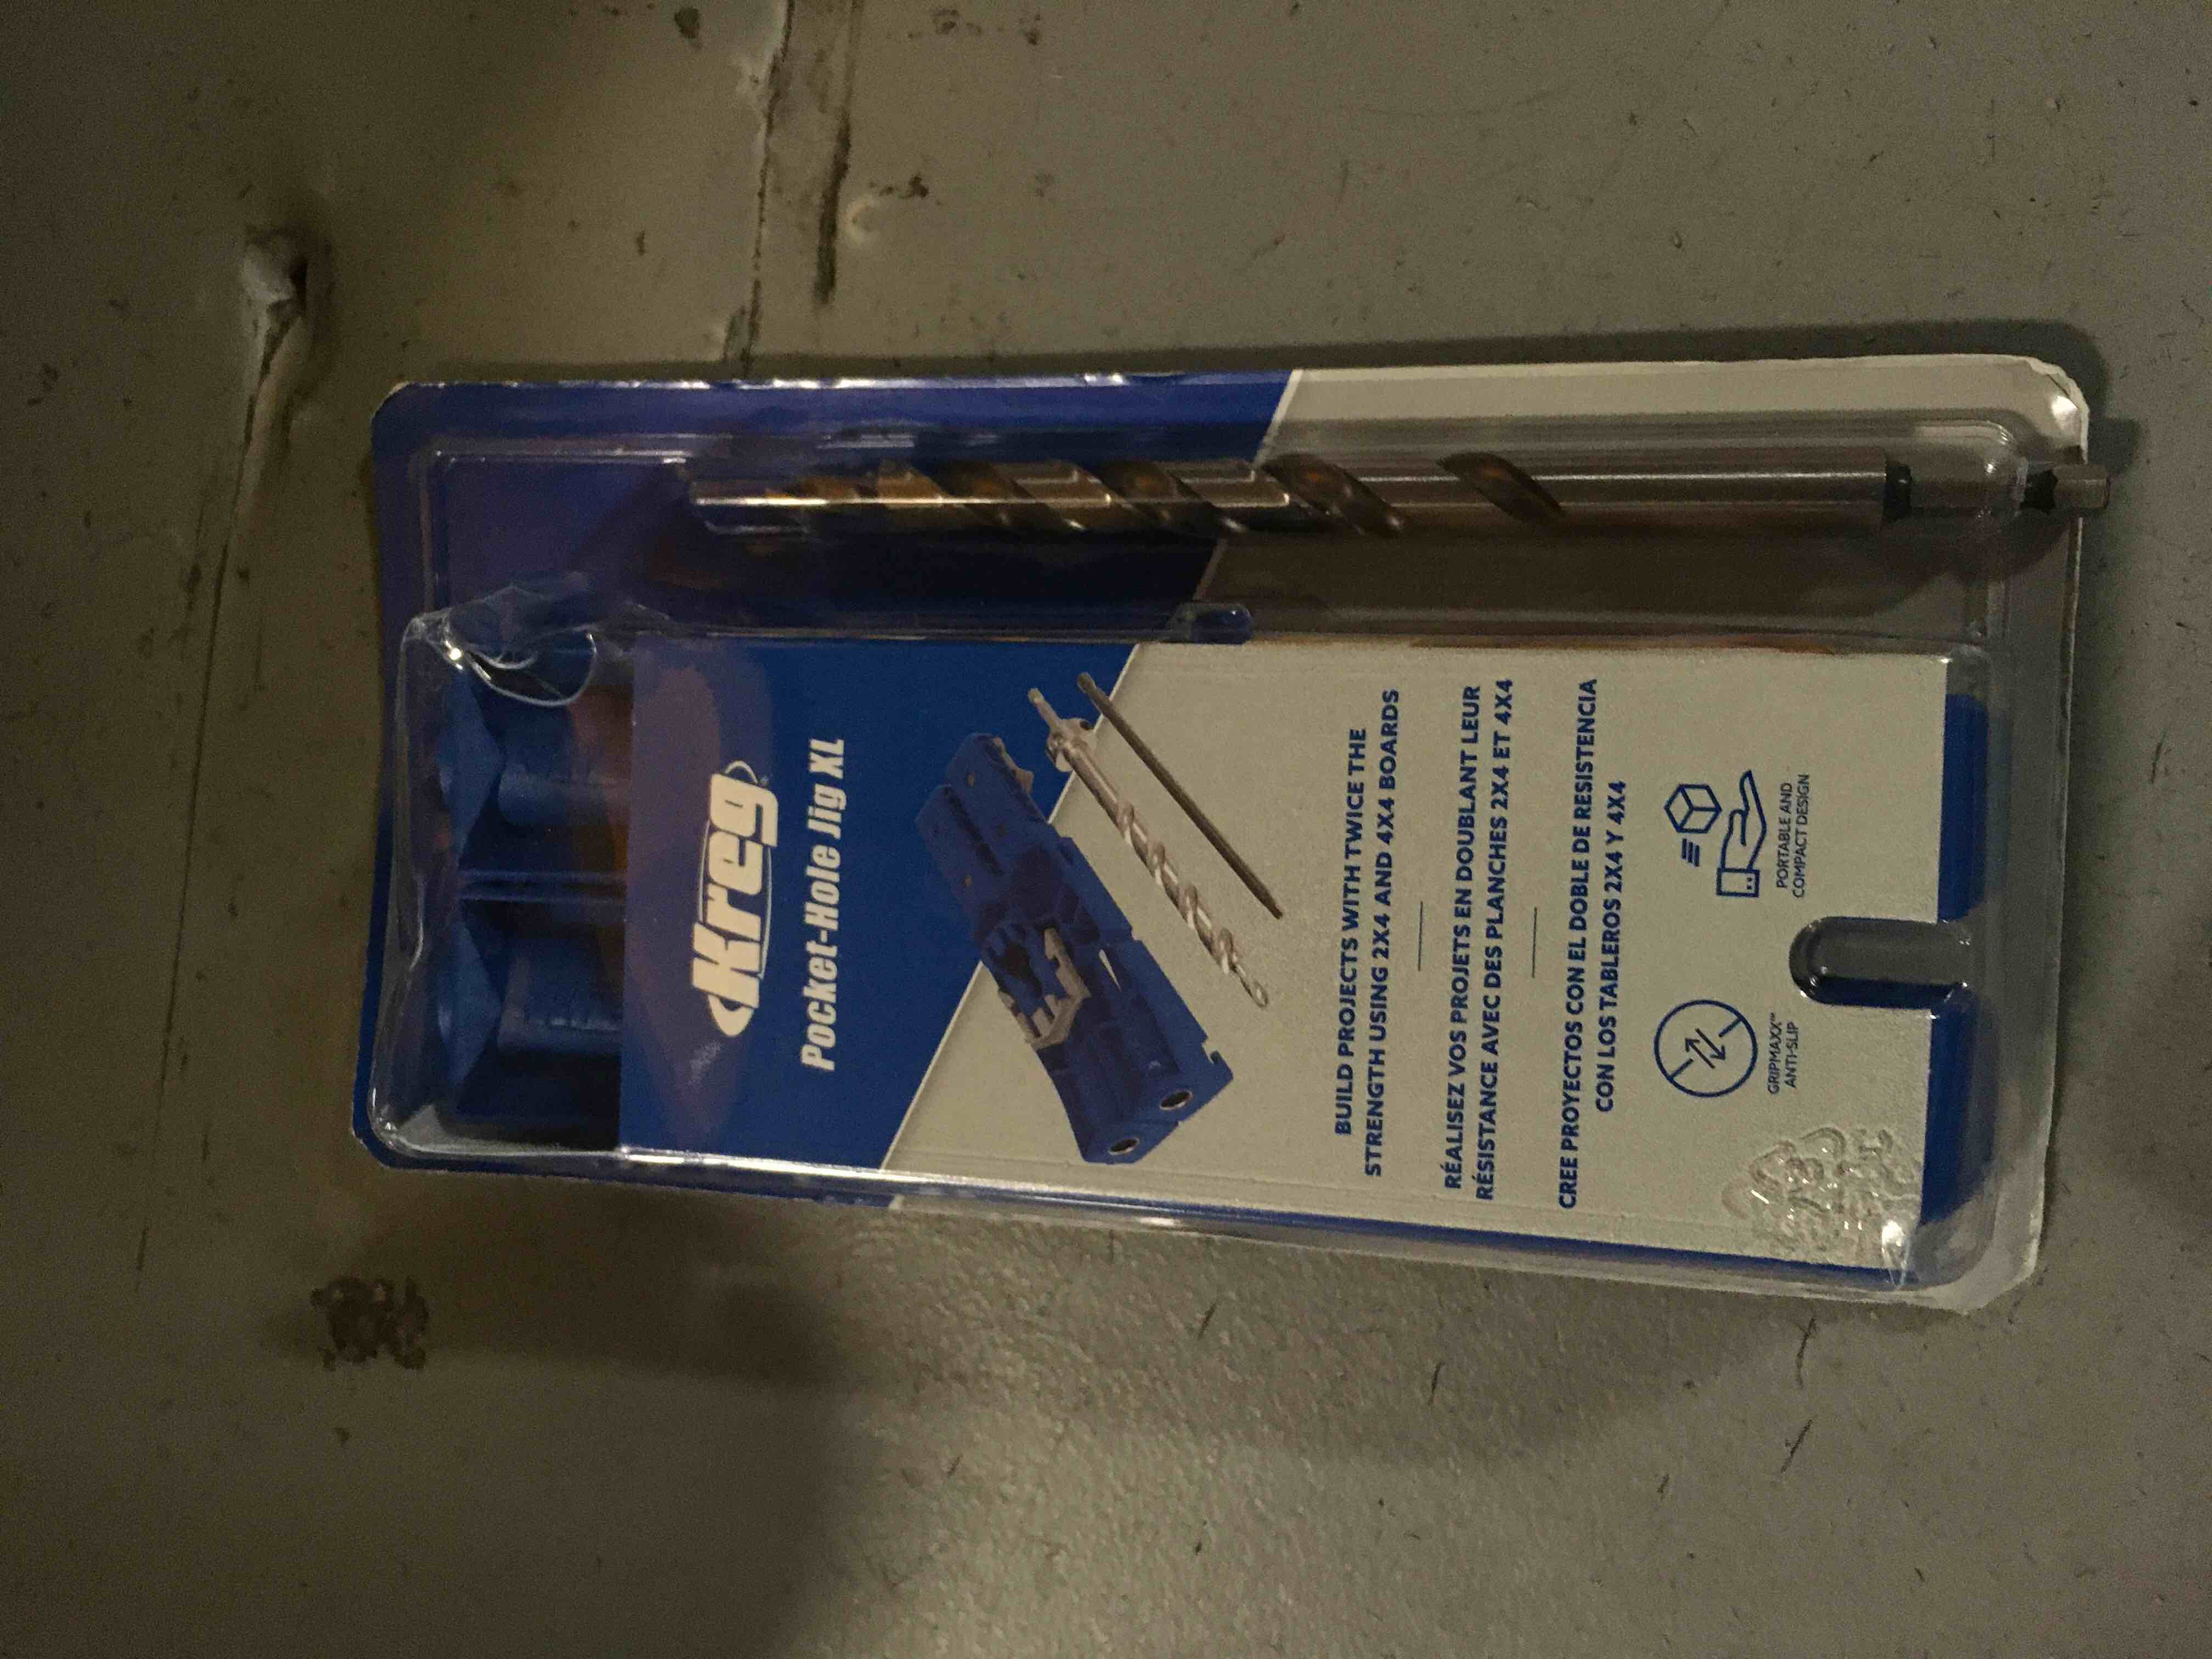 Kreg
Pocket-Hole Jig XL
BUILD PROJECTS WITH TWICE THE
STRENGTH USING 2X4 AND 4X4 BOARDS
RÉALISEZ VOS PROJETS EN DOUBLANT LEUR
RÉSISTANCE AVEC DES PLANCHES 2X4 ET 4X4
CREE PROYECTOS CON EL DOBLE DE RESISTENCIA
CON LOS TABLEROS 2X4 Y 4X4
GRIPMAXX™
ANTI-SLIP
PORTABLE AND
COMPACT DESIGN